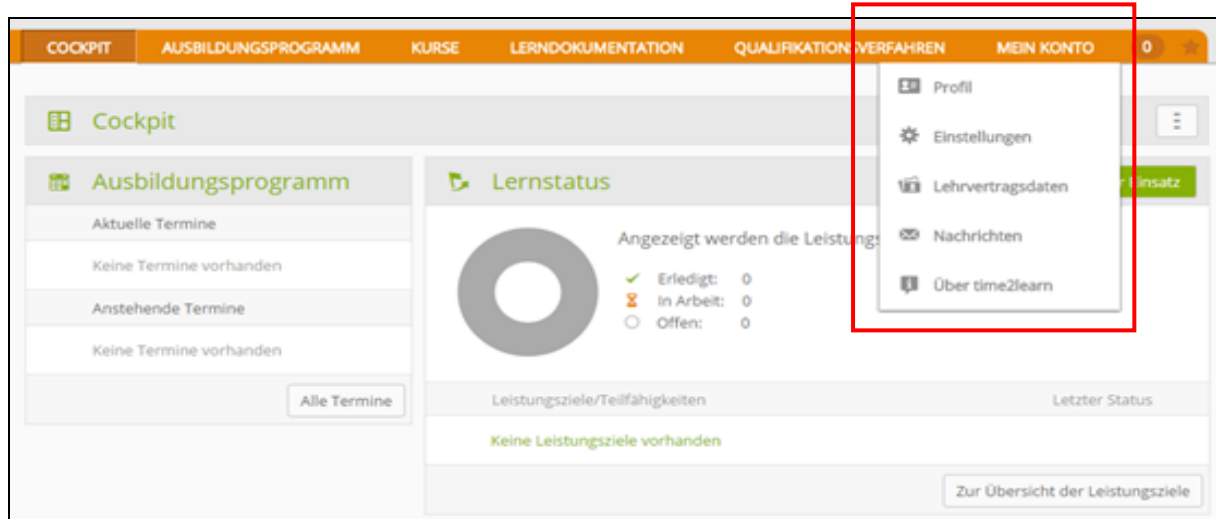 COCKPIT AUSBILDUNGSPROGRAMM KURSE LERNDOKUMENTATION QUALIFIKATIONSVERFAHREN MEIN KONTO 0
Profil
Einstellungen
Lehrvertragsdaten
Nachrichten
Über time2learn
Cockpit
Ausbildungsprogramm
Aktuelle Termine
Keine Termine vorhanden
Anstehende Termine
Keine Termine vorhanden
Alle Termine
Lernstatus
Einsatz
Angezeigt werden die Leistungs
Erledigt: 0
In Arbeit: 0
Offen: 0
Leistungsziele/Teilfähigkeiten Letzter Status
Keine Leistungsziele vorhanden
Zur Übersicht der Leistungsziele